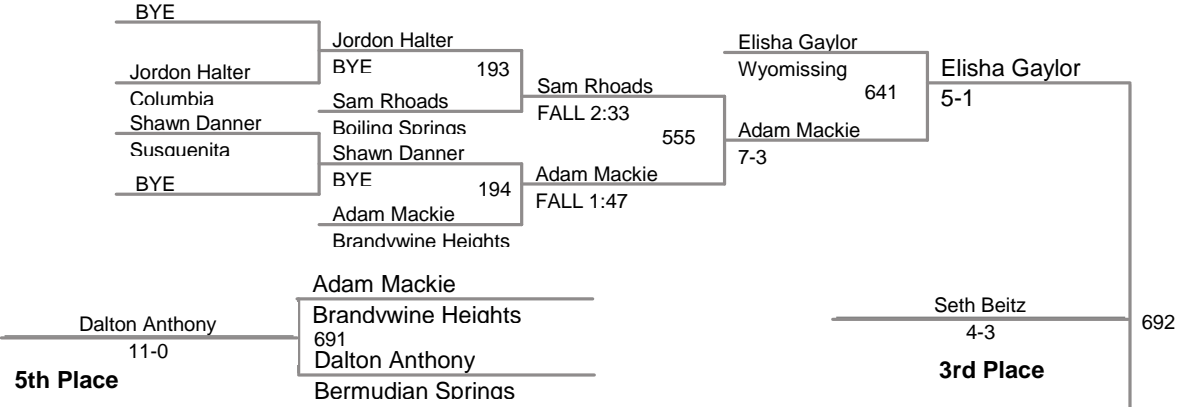 BYE
Jordon Halter
Columbia
Shawn Danner
Susquenita
BYE
Jordon Halter
BYE
193
Sam Rhoads
Boiling Springs
Shawn Danner
BYE
194
Adam Mackie
Brandywine Heights
Sam Rhoads
FALL 2:33
555
Adam Mackie
FALL 1:47
Elisha Gaylor
Wyomissing
641
Adam Mackie
7-3
Elisha Gaylor
5-1
Adam Mackie
Brandywine Heights
691
Dalton Anthony
Bermudian Springs
Dalton Anthony
11-0
5th Place
Seth Beitz
4-3
692
3rd Place